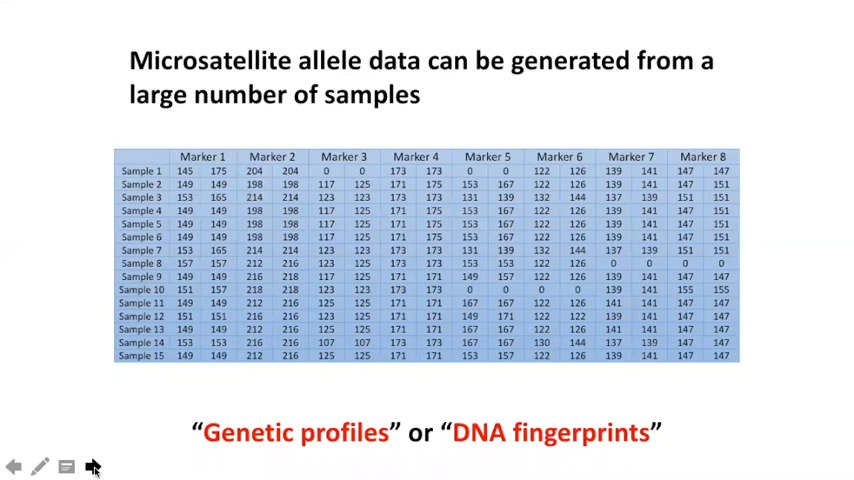 Microsatellite allele data can be generated from a
large number of samples
Marker 1 Marker 2 Marker 3 Marker 4 Marker 5 Marker 6 Marker 7 Marker 8
Sample 1 145 175 204 204 0 0 173 173 0 0 122 126 139 141 147 147
Sample 2 149 149 198 198 117 125 171 175 153 167 122 126 139 141 147 151
Sample 3 153 165 214 214 123 123 173 173 131 139 132 144 137 139 151 151
Sample 4 149 149 198 198 117 125 171 175 153 167 122 126 139 141 147 151
Sample 5 149 149 198 198 117 125 171 175 153 167 122 126 139 141 147 151
Sample 6 149 149 198 198 117 125 171 175 153 167 122 126 139 141 147 151
Sample 7 153 165 214 214 123 123 173 173 131 139 132 144 137 139 151 151
Sample 8 157 157 212 216 123 125 173 173 153 153 122 126 0 0 0 0
Sample 9 149 149 216 218 117 125 171 171 149 157 122 126 139 141 147 147
Sample 10 151 157 218 218 123 123 173 173 0 0 0 0 139 141 155 155
Sample 11 149 149 212 216 125 125 171 171 167 167 122 126 141 141 147 147
Sample 12 151 151 216 216 123 125 171 171 149 171 122 122 139 141 147 147
Sample 13 149 149 212 216 125 125 171 171 167 167 122 126 141 141 147 147
Sample 14 153 153 216 216 107 107 173 173 167 167 130 144 137 139 147 147
Sample 15 149 149 212 216 125 125 171 171 153 157 122 126 139 141 147 147
“Genetic profiles” or “DNA fingerprints”